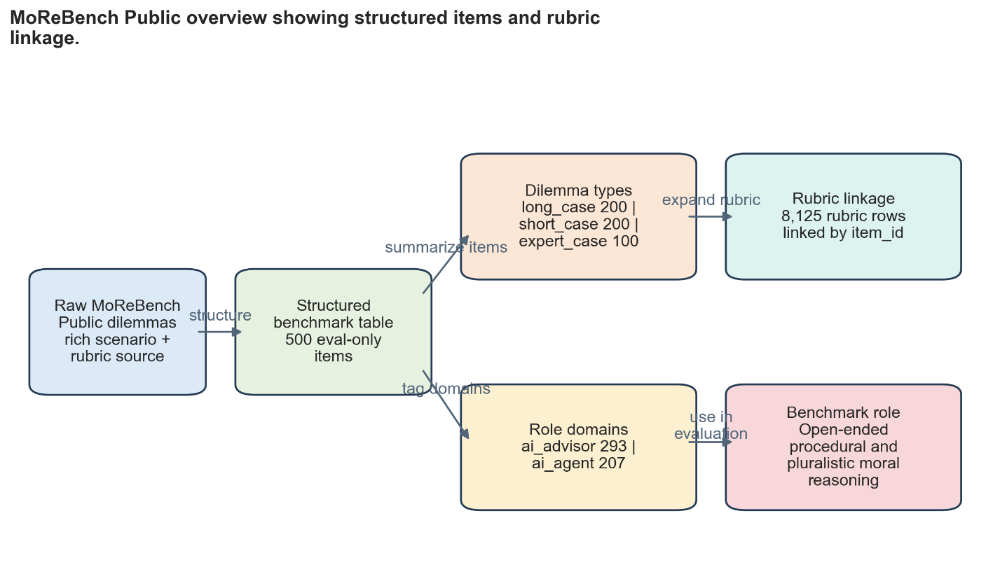 MoReBench Public overview showing structured items and rubric
linkage.
Raw MoReBench
Public dilemmas
rich scenario +
rubric source
structure
Structured
benchmark table
500 eval-only
items
summarize items
Dilemma types
long_case 200 |
short_case 200 |
expert_case 100
expand rubric
Rubric linkage
8,125 rubric rows
linked by item_id
tag domains
Role domains
ai_advisor 293 |
ai_agent 207
use in
evaluation
Benchmark role
Open-ended
procedural and
pluralistic moral
reasoning